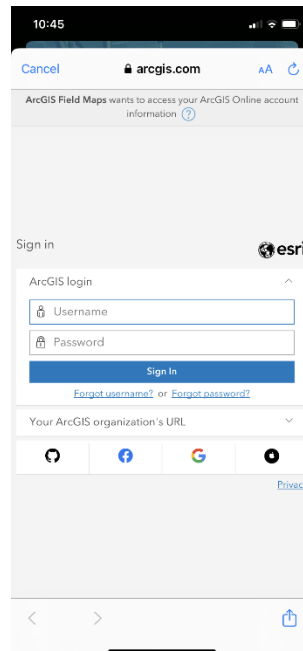 10:45
Cancel
arcgis.com
AA
ArcGIS Field Maps wants to access your ArcGIS Online account
information ?
Sign in
esri
ArcGIS login
Username
Password
Sign In
Forgot username? or Forgot password?
Your ArcGIS organization's URL
Privac